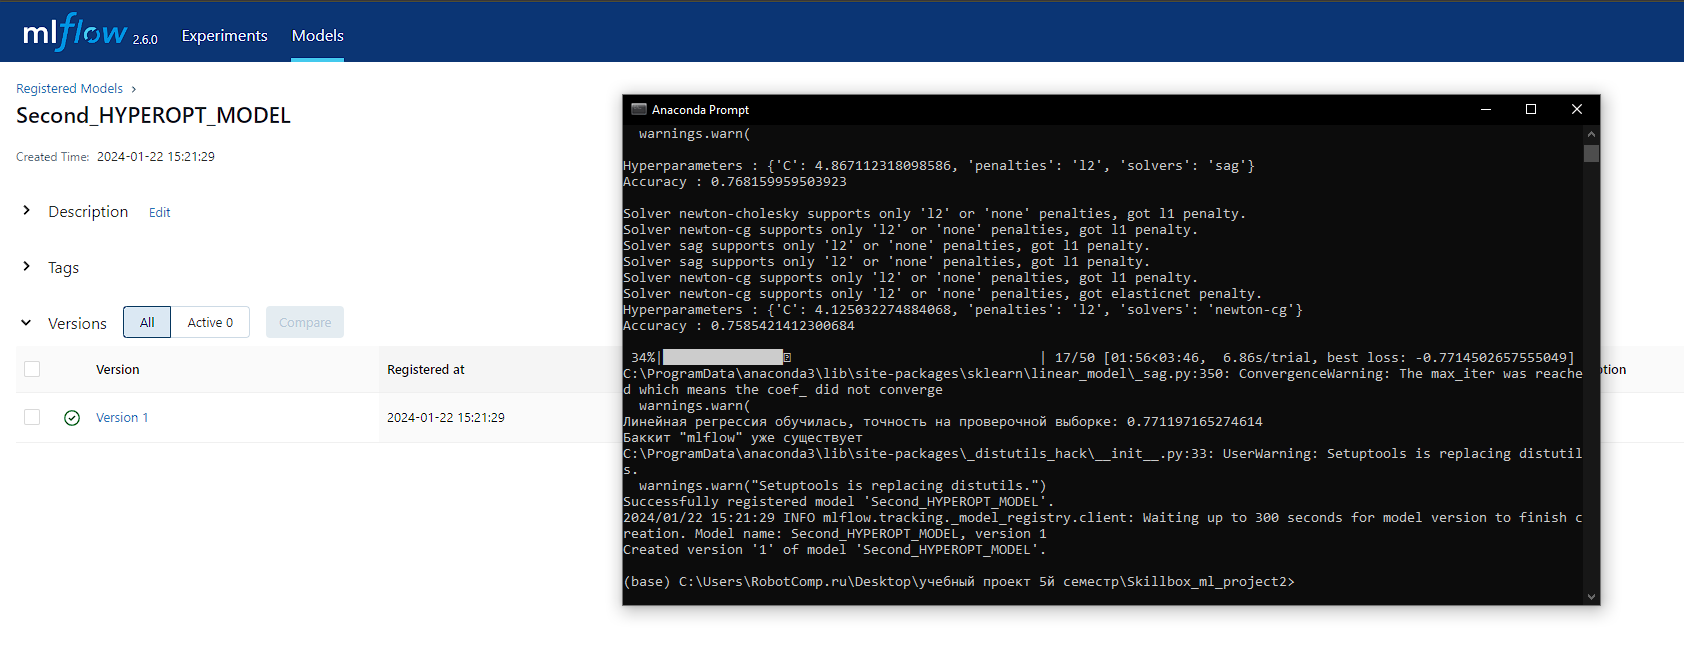 mlflow 2.6.0 Experiments Models
Registered Models ›
Second_HYPEROPT_MODEL
Created Time: 2024-01-22 15:21:29
Description Edit
Tags
Versions All Active 0 Compare
Version Registered at
Version 1 2024-01-22 15:21:29
Anaconda Prompt
warnings.warn(
Hyperparameters : {'C': 4.867112318098586, 'penalties': 'l2', 'solvers': 'sag'}
Accuracy : 0.768159959503923
Solver newton-cholesky supports only 'l2' or 'none' penalties, got l1 penalty.
Solver newton-cg supports only 'l2' or 'none' penalties, got l1 penalty.
Solver sag supports only 'l2' or 'none' penalties, got l1 penalty.
Solver sag supports only 'l2' or 'none' penalties, got l1 penalty.
Solver newton-cg supports only 'l2' or 'none' penalties, got l1 penalty.
Solver newton-cg supports only 'l2' or 'none' penalties, got elasticnet penalty.
Hyperparameters : {'C': 4.125032274884068, 'penalties': 'l2', 'solvers': 'newton-cg'}
Accuracy : 0.7585421412300684
34%| | 17/50 [01:56<03:46, 6.86s/trial, best loss: -0.7714502657555049]
C:\ProgramData\anaconda3\lib\site-packages\sklearn\linear_model\_sag.py:350: ConvergenceWarning: The max_iter was reache
d which means the coef_ did not converge
warnings.warn(
Линейная регрессия обучилась, точность на проверочной выборке: 0.771197165274614
Баккит "mlflow" уже существует
C:\ProgramData\anaconda3\lib\site-packages\_distutils_hack\__init__.py:33: UserWarning: Setuptools is replacing distutil
s.
warnings.warn("Setuptools is replacing distutils.")
Successfully registered model 'Second_HYPEROPT_MODEL'.
2024/01/22 15:21:29 INFO mlflow.tracking._model_registry.client: Waiting up to 300 seconds for model version to finish c
reation. Model name: Second_HYPEROPT_MODEL, version 1
Created version '1' of model 'Second_HYPEROPT_MODEL'.
(base) C:\Users\RobotComp.ru\Desktop\учебный проект 5й семестр\Skillbox_ml_project2>